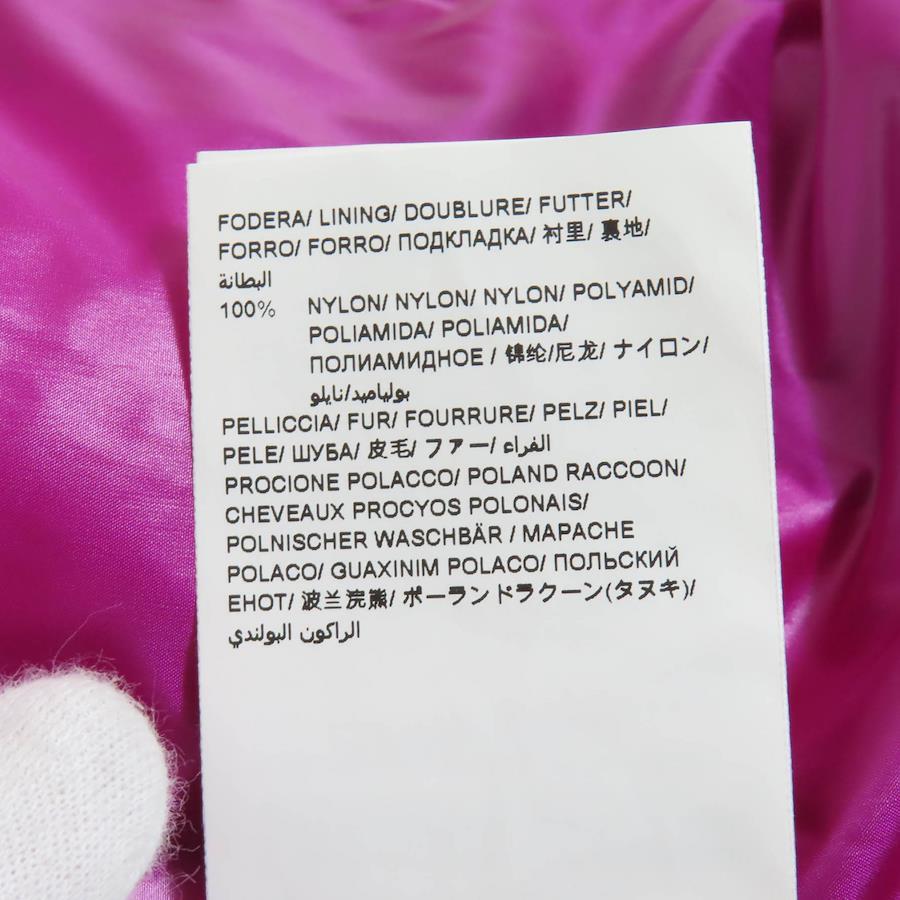 FODERA/ LINING/ DOUBLURE/ FUTTER/
FORRO/ FORRO/ ПОДКЛАДКА/ 衬里/ 裏地/
البطانة
100% NYLON/ NYLON/ NYLON/ POLYAMID/
POLIAMIDA/ POLIAMIDA/
ПОЛИАМИДНОЕ / 锦纶/尼龙/ ナイロン/
بولياميد/نايلو
PELLICCIA/ FUR/ FOURRURE/ PELZ/ PIEL/
PELE/ ШУБА/ 皮毛/ ファー/ الفراء
PROCIONE POLACCO/ POLAND RACCOON/
CHEVEAUX PROCYOS POLONAIS/
POLNISCHER WASCHBÄR / MAPACHE
POLACO/ GUAXINIM POLACO/ ПОЛЬСКИЙ
ЕНОТ/ 波兰浣熊/ ポーランドラクーン(タヌキ)/
الراكون البولندي